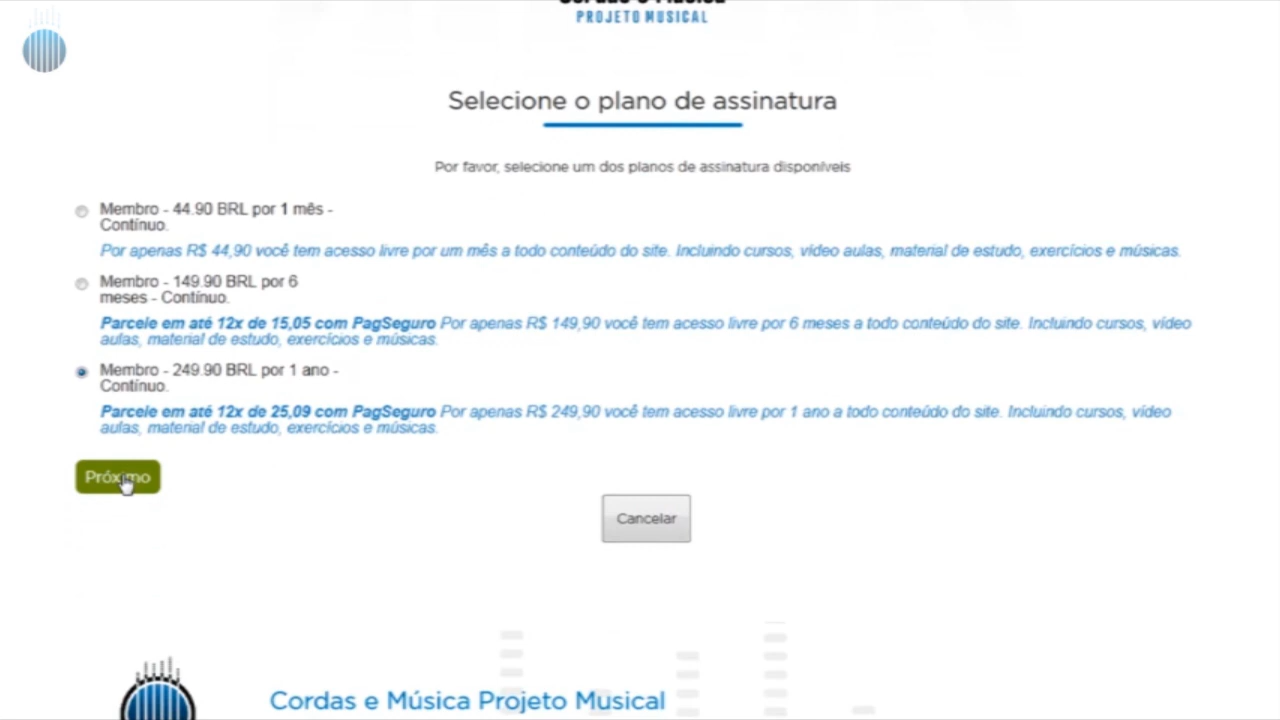 PROJETO MUSICAL
Selecione o plano de assinatura
Por favor, selecione um dos planos de assinatura disponíveis
Membro - 44.90 BRL por 1 mês -
Contínuo.
Por apenas R$ 44,90 você tem acesso livre por um mês a todo conteúdo do site. Incluindo cursos, vídeo aulas, material de estudo, exercícios e músicas.
Membro - 149.90 BRL por 6
meses - Contínuo.
Parcele em até 12x de 15,05 com PagSeguro Por apenas R$ 149,90 você tem acesso livre por 6 meses a todo conteúdo do site. Incluindo cursos, vídeo
aulas, material de estudo, exercícios e músicas.
Membro - 249.90 BRL por 1 ano -
Contínuo.
Parcele em até 12x de 25,09 com PagSeguro Por apenas R$ 249,90 você tem acesso livre por 1 ano a todo conteúdo do site. Incluindo cursos, vídeo
aulas, material de estudo, exercícios e músicas.
Próximo
Cancelar
Cordas e Música Projeto Musical